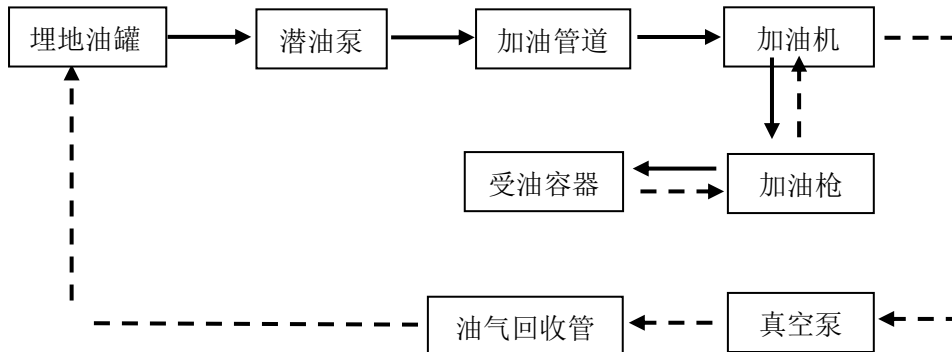 埋地油罐
潜油泵
加油管道
加油机
受油容器
加油枪
油气回收管
真空泵